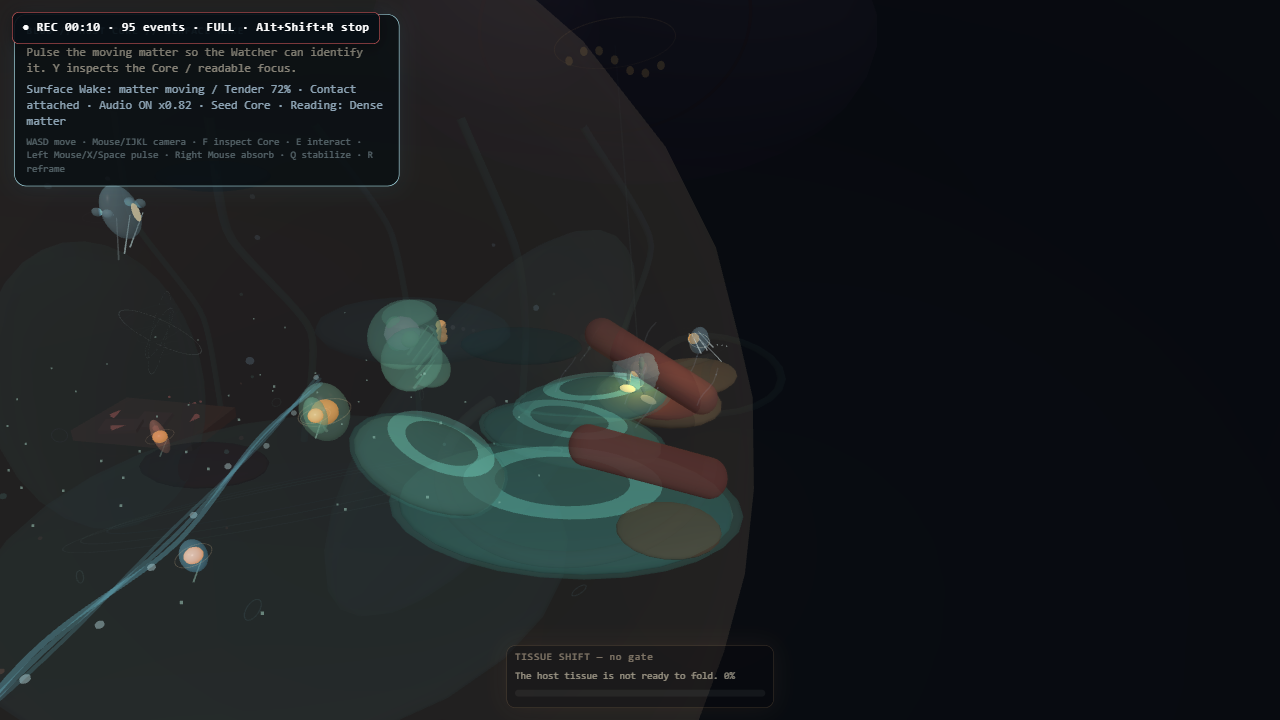 ● REC 00:10 · 95 events · FULL · Alt+Shift+R stop
Pulse the moving matter so the Watcher can identify
it. Y inspects the Core / readable focus.
Surface Wake: matter moving / Tender 72% · Contact
attached · Audio ON x0.82 · Seed Core · Reading: Dense
matter
WASD move · Mouse/IJKL camera · F inspect Core · E interact ·
Left Mouse/X/Space pulse · Right Mouse absorb · Q stabilize · R
reframe
TISSUE SHIFT — no gate
The host tissue is not ready to fold. 0%